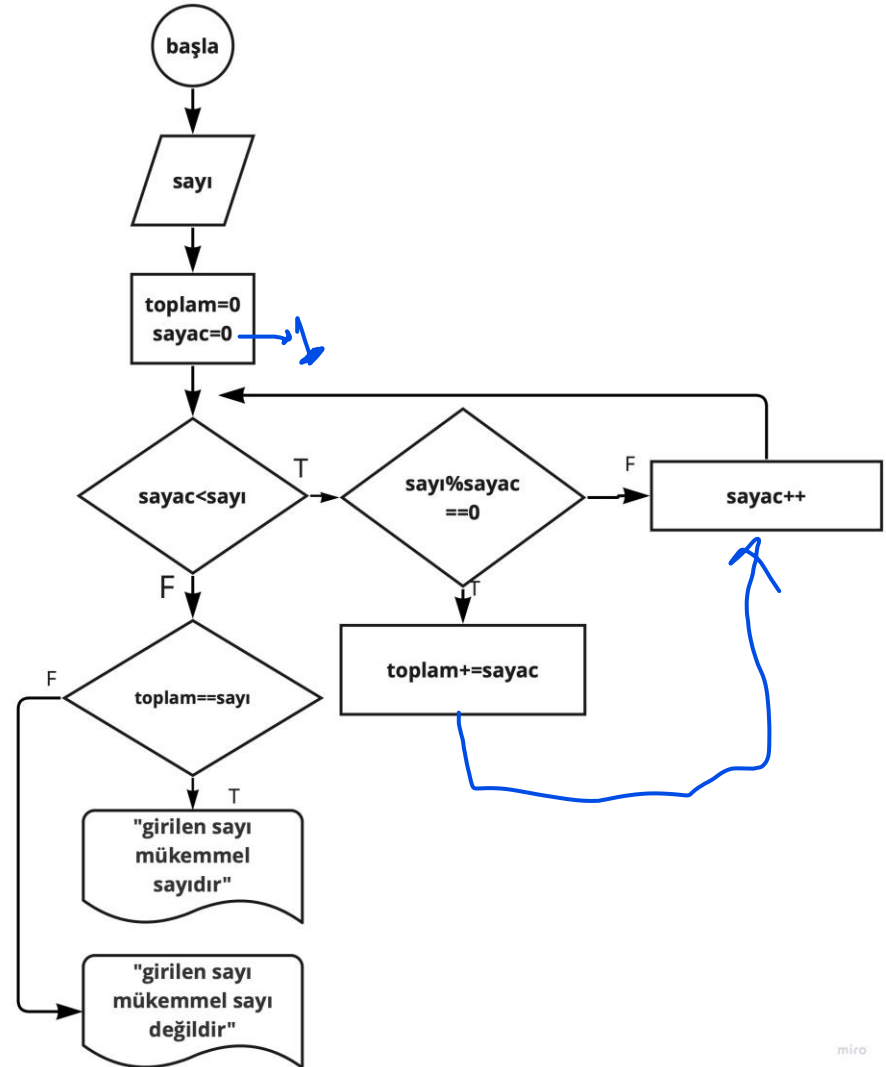 başla
sayı
toplam=0
sayac=0
1
sayac<sayı
T
sayı%sayac
==0
F
sayac++
F
T
toplam+=sayac
toplam==sayı
F
T
"girilen sayı
mükemmel
sayıdır"
"girilen sayı
mükemmel sayı
değildir"
miro